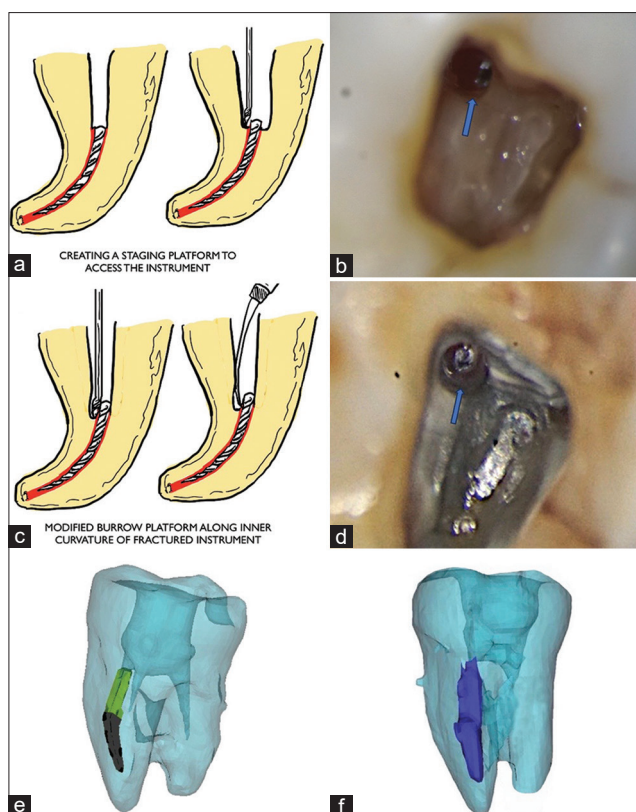 a
CREATING A STAGING PLATFORM TO
ACCESS THE INSTRUMENT
b
c
MODIFIED BURROW PLATFORM ALONG INNER
CURVATURE OF FRACTURED INSTRUMENT
d
e
f